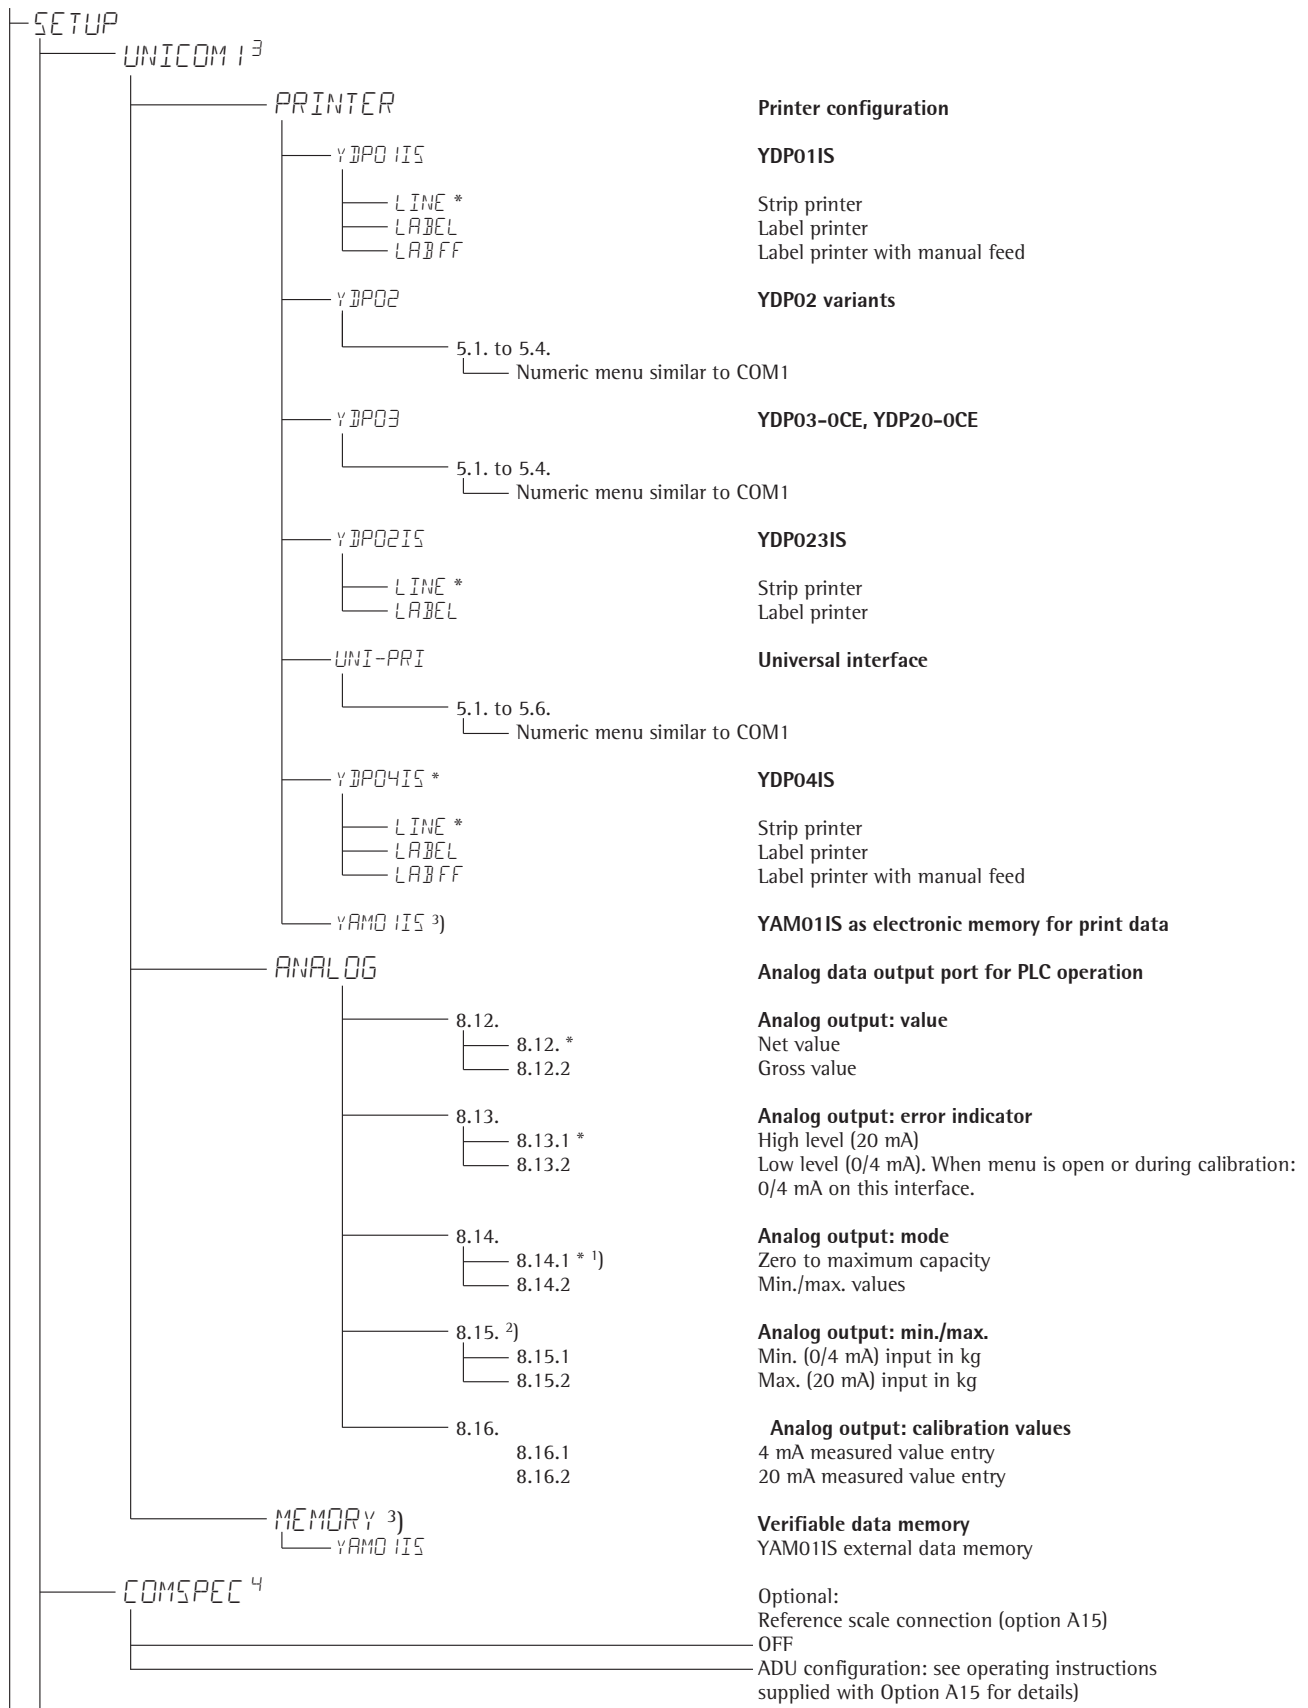 SETUP
UNICOM 1 3
PRINTER Printer configuration
YDP01IS YDP01IS
LINE * Strip printer
LABEL Label printer
LABFF Label printer with manual feed
YDP02 YDP02 variants
5.1. to 5.4.
Numeric menu similar to COM1
YDP03 YDP03-0CE, YDP20-0CE
5.1. to 5.4.
Numeric menu similar to COM1
YDP02IS YDP023IS
LINE * Strip printer
LABEL Label printer
UNI-PRI Universal interface
5.1. to 5.6.
Numeric menu similar to COM1
YDP04IS * YDP04IS
LINE * Strip printer
LABEL Label printer
LABFF Label printer with manual feed
YAM01IS 3) YAM01IS as electronic memory for print data
ANALOG Analog data output port for PLC operation
8.12. Analog output: value
8.12. * Net value
8.12.2 Gross value
8.13. Analog output: error indicator
8.13.1 * High level (20 mA)
8.13.2 Low level (0/4 mA). When menu is open or during calibration:
0/4 mA on this interface.
8.14. Analog output: mode
8.14.1 * 1) Zero to maximum capacity
8.14.2 Min./max. values
8.15. 2) Analog output: min./max.
8.15.1 Min. (0/4 mA) input in kg
8.15.2 Max. (20 mA) input in kg
8.16. Analog output: calibration values
8.16.1 4 mA measured value entry
8.16.2 20 mA measured value entry
MEMORY 3) Verifiable data memory
YAM01IS YAM01IS external data memory
COMSPEC 4 Optional:
Reference scale connection (option A15)
OFF
ADU configuration: see operating instructions
supplied with Option A15 for details)